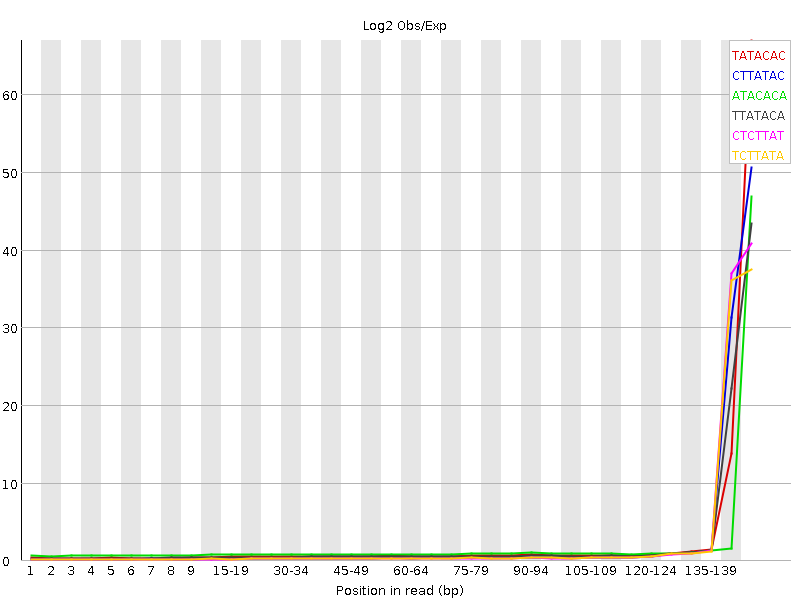 Log2 Obs/Exp
TATACAC
CTTATAC
ATACACA
TTATACA
CTCTTAT
TCTTATA
60
50
40
30
20
10
0
1 2 3 4 5 6 7 8 9 15-19 30-34 45-49 60-64 75-79 90-94 105-109 120-124 135-139
Position in read (bp)